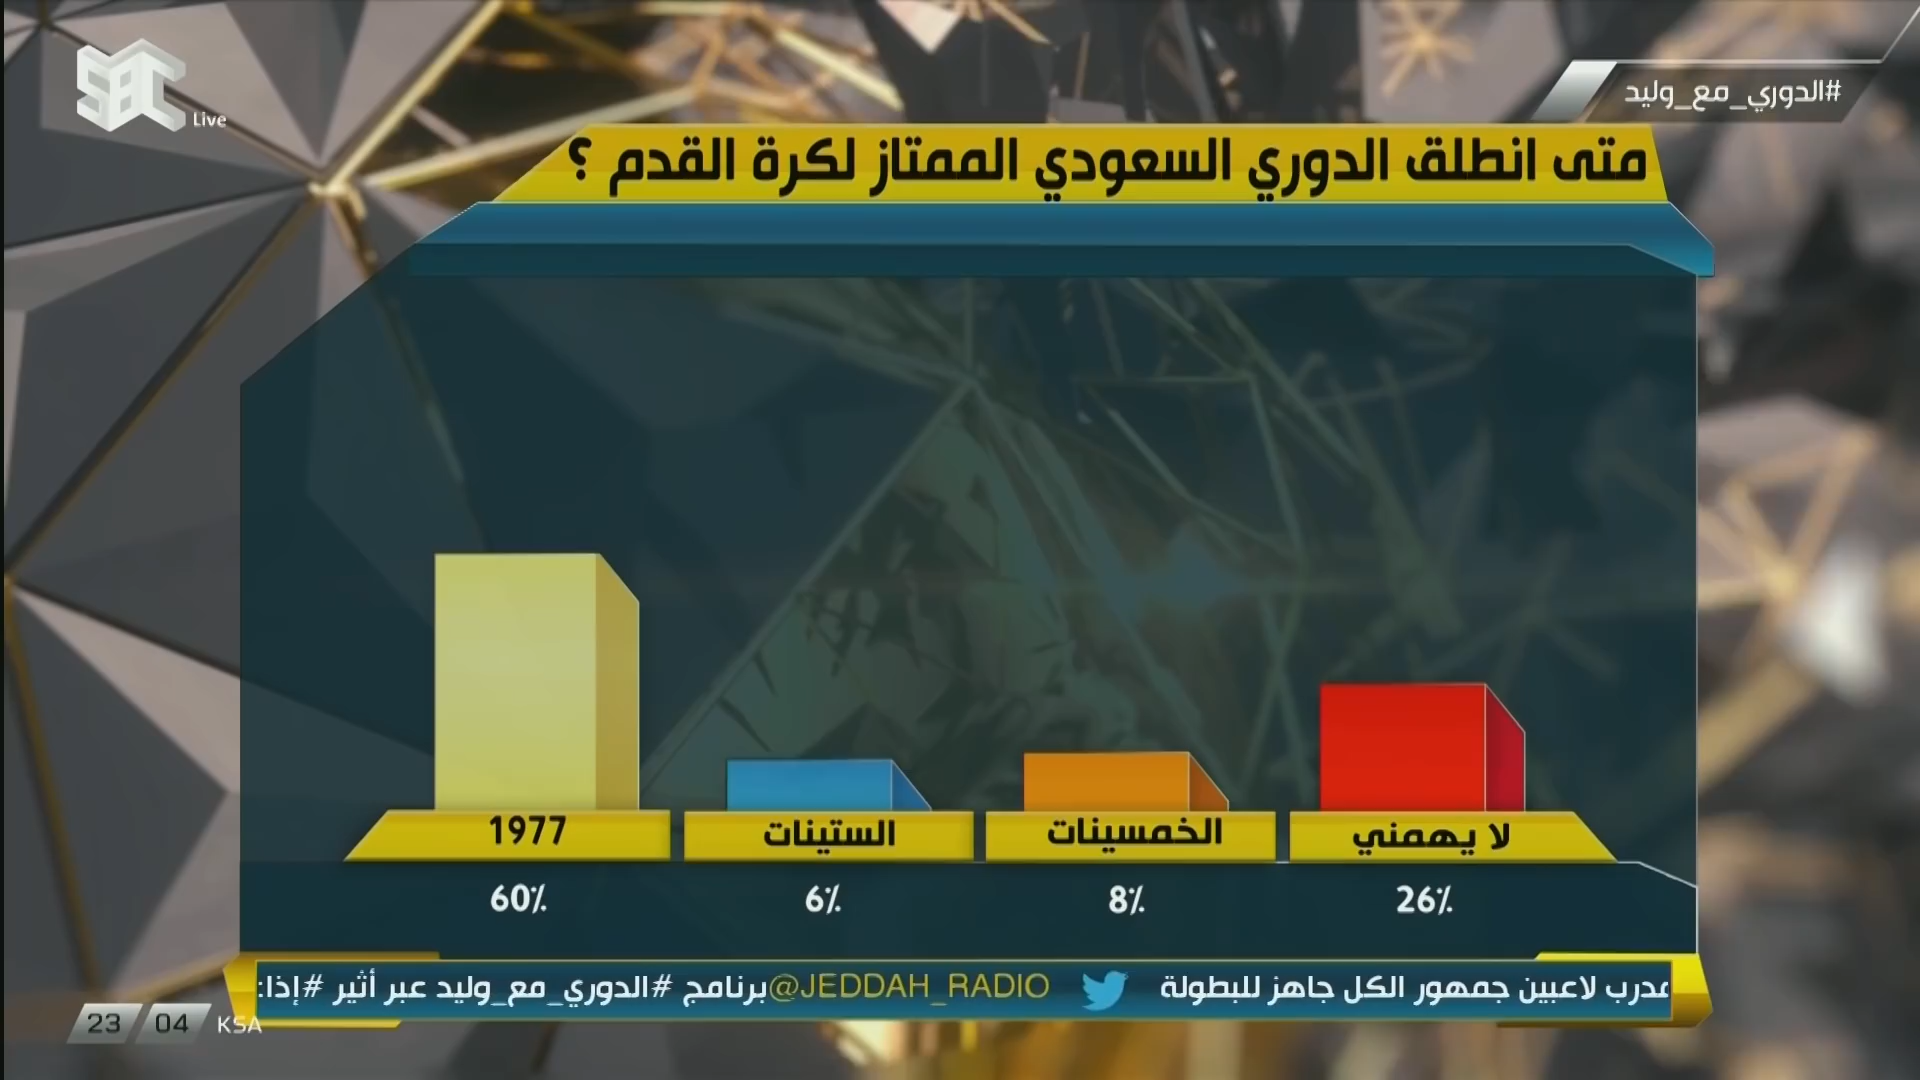 SBC Live
#الدوري_مع_وليد
متى انطلق الدوري السعودي الممتاز لكرة القدم ؟
1977 الستينات الخمسينات لا يهمني
60٪ 6٪ 8٪ 26٪
مدرب لاعبين جمهور الكل جاهز للبطولة @JEDDAH_RADIO برنامج #الدوري_مع_وليد عبر أثير #إذا:
23 04 KSA